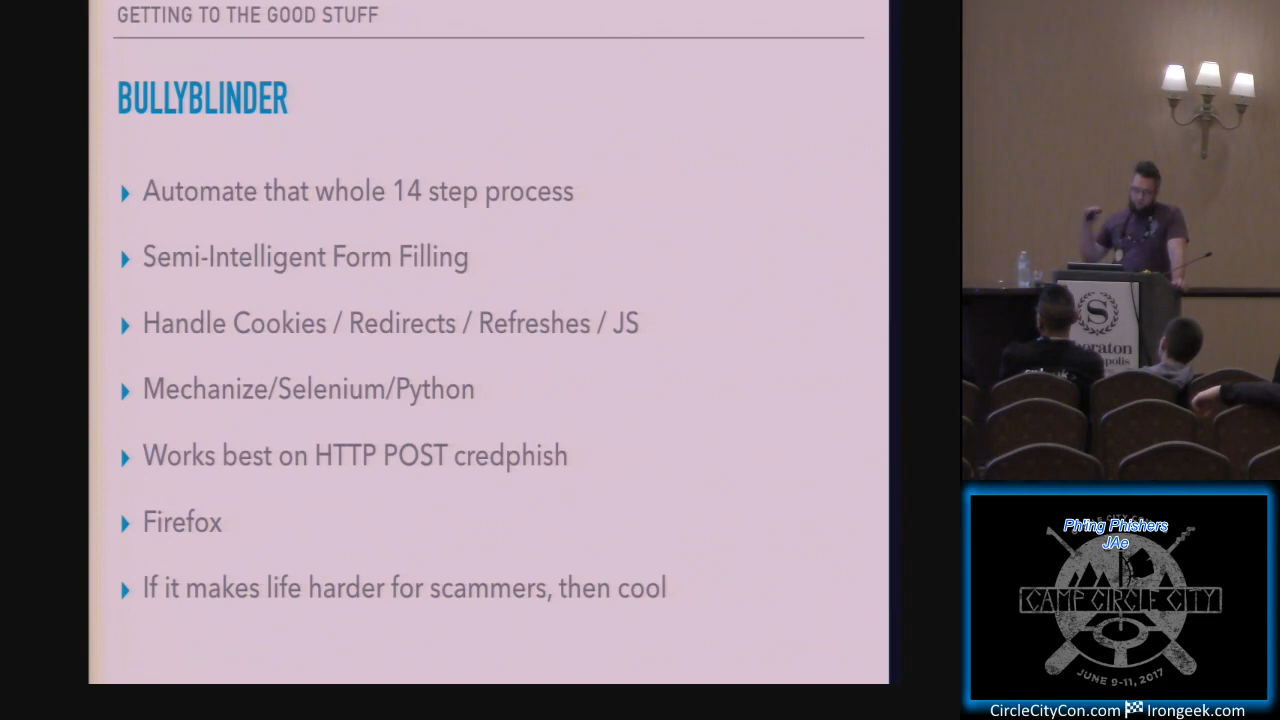 GETTING TO THE GOOD STUFF
BULLYBLINDER
Automate that whole 14 step process
Semi-Intelligent Form Filling
Handle Cookies / Redirects / Refreshes / JS
Mechanize/Selenium/Python
Works best on HTTP POST credphish
Firefox
If it makes life harder for scammers, then cool
S
Ph'ing Phishers
JAe
CAMP CIRCLE CITY
JUNE 9-11, 2017
CircleCityCon.com Irongeek.com